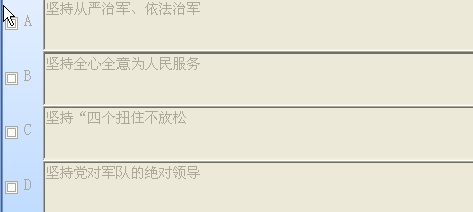 A 坚持从严治军、依法治军
B 坚持全心全意为人民服务
C 坚持“四个扭住不放松
D 坚持党对军队的绝对领导